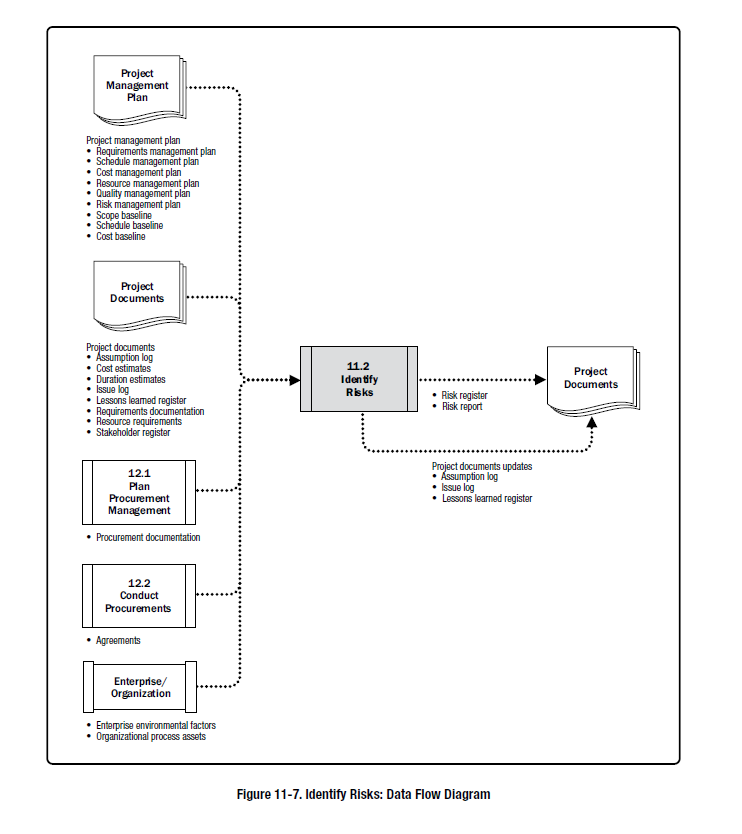 Project
Management
Plan
Project management plan
• Requirements management plan
• Schedule management plan
• Cost management plan
• Resource management plan
• Quality management plan
• Risk management plan
• Scope baseline
• Schedule baseline
• Cost baseline
Project
Documents
Project documents
• Assumption log
• Cost estimates
• Duration estimates
• Issue log
• Lessons learned register
• Requirements documentation
• Resource requirements
• Stakeholder register
12.1
Plan
Procurement
Management
• Procurement documentation
12.2
Conduct
Procurements
• Agreements
Enterprise/
Organization
• Enterprise environmental factors
• Organizational process assets
11.2
Identify
Risks
• Risk register
• Risk report
Project
Documents
Project documents updates
• Assumption log
• Issue log
• Lessons learned register
Figure 11-7. Identify Risks: Data Flow Diagram